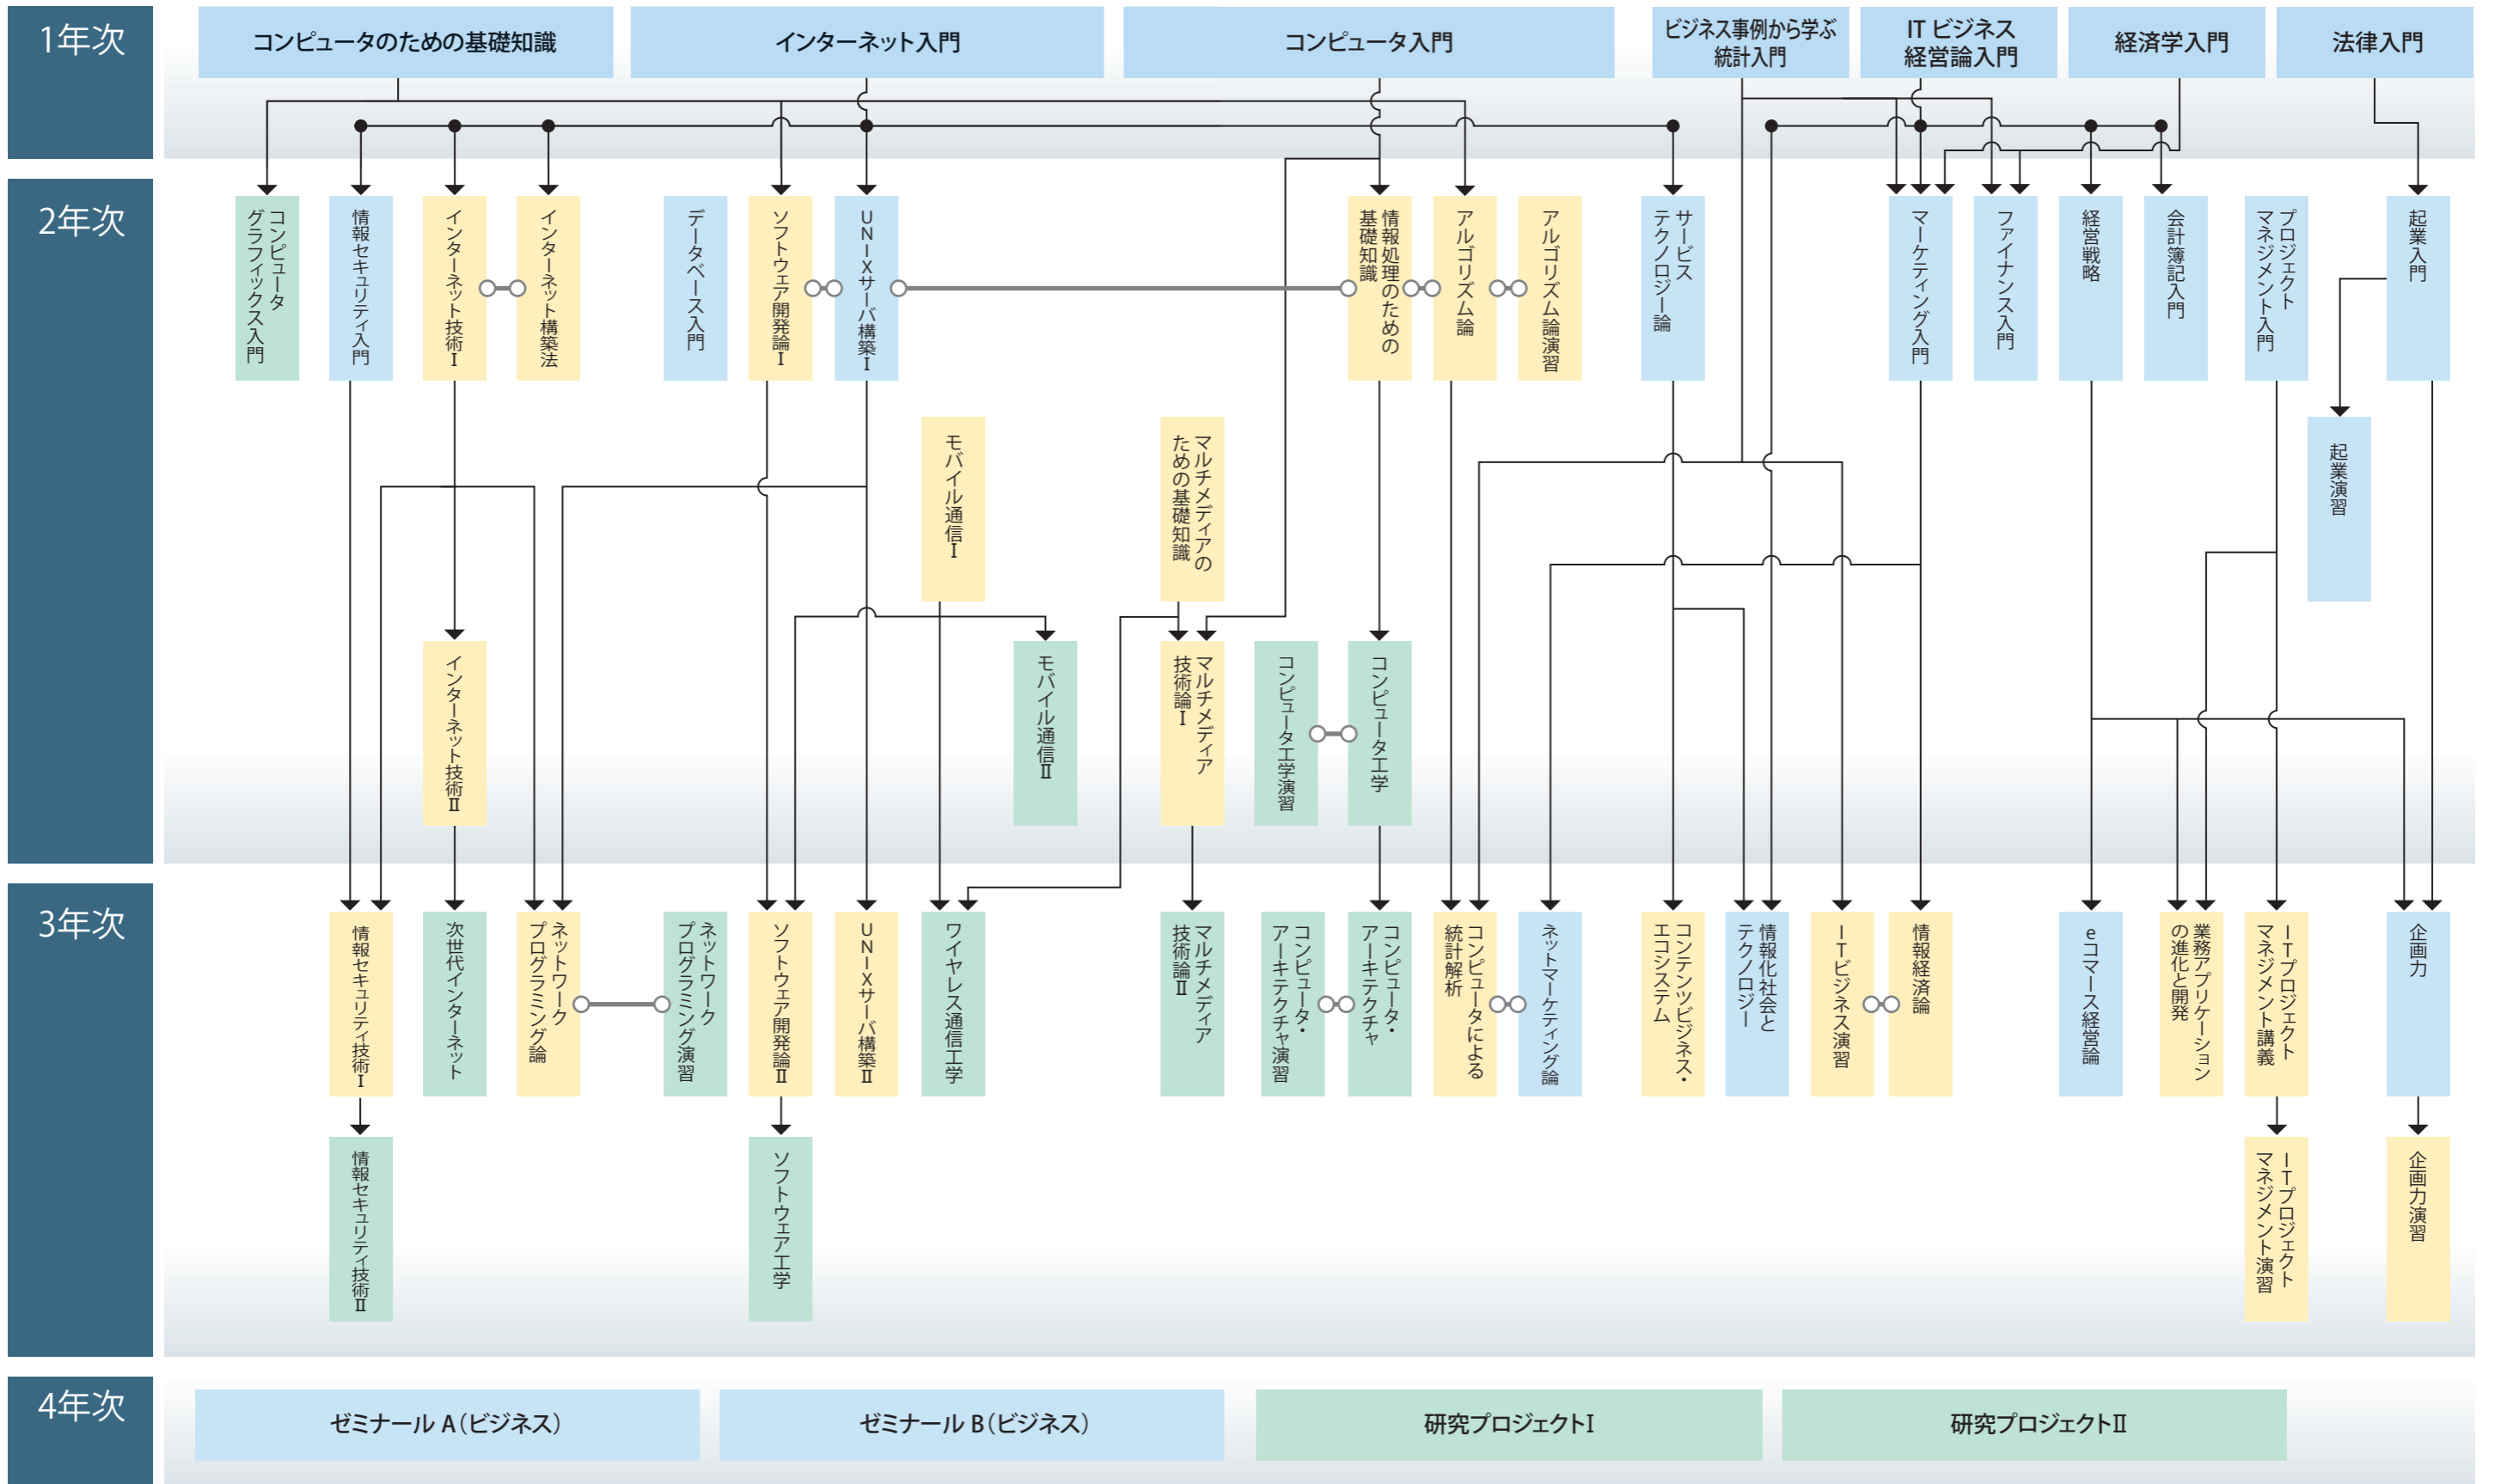 1年次
コンピュータのための基礎知識
インターネット入門
コンピュータ入門
ビジネス事例から学ぶ
統計入門
IT ビジネス
経営論入門
経済学入門
法律入門
2年次
コンピュータ
グラフィックス入門
情報セキュリティ入門
インターネット技術Ⅰ
インターネット構築法
データベース入門
ソフトウェア開発論Ⅰ
UNIXサーバ構築Ⅰ
情報処理のための
基礎知識
アルゴリズム論
アルゴリズム論演習
サービス
テクノロジー論
マーケティング入門
ファイナンス入門
経営戦略
会計簿記入門
プロジェクト
マネジメント入門
起業入門
モバイル通信Ⅰ
マルチメディアの
ための基礎知識
起業演習
インターネット技術Ⅱ
モバイル通信Ⅱ
マルチメディア
技術論Ⅰ
コンピュータ工学演習
コンピュータ工学
3年次
情報セキュリティ技術Ⅰ
次世代インターネット
ネットワーク
プログラミング論
ネットワーク
プログラミング演習
ソフトウェア開発論Ⅱ
UNIXサーバ構築Ⅱ
ワイヤレス通信工学
マルチメディア
技術論Ⅱ
コンピュータ・
アーキテクチャ演習
コンピュータ・
アーキテクチャ
コンピュータによる
統計解析
ネットマーケティング論
コンテンツビジネス・
エコシステム
情報化社会と
テクノロジー
ITビジネス演習
情報経済論
eコマース経営論
業務アプリケーション
の進化と開発
ITプロジェクト
マネジメント講義
企画力
情報セキュリティ技術Ⅱ
ソフトウェア工学
ITプロジェクト
マネジメント演習
企画力演習
4年次
ゼミナール A（ビジネス）
ゼミナール B（ビジネス）
研究プロジェクトⅠ
研究プロジェクトⅡ